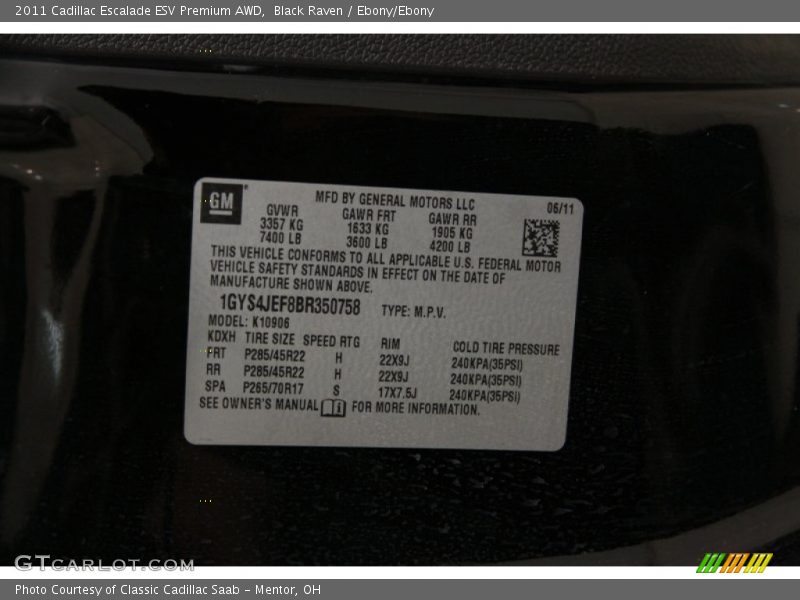 2011 Cadillac Escalade ESV Premium AWD, Black Raven / Ebony/Ebony
GM MFD BY GENERAL MOTORS LLC 06/11
GVWR GAWR FRT GAWR RR
3357 KG 1633 KG 1905 KG
7400 LB 3600 LB 4200 LB
THIS VEHICLE CONFORMS TO ALL APPLICABLE U.S. FEDERAL MOTOR
VEHICLE SAFETY STANDARDS IN EFFECT ON THE DATE OF
MANUFACTURE SHOWN ABOVE.
1GYS4JEF8BR350758 TYPE: M.P.V.
MODEL: K10906
KDXH TIRE SIZE SPEED RTG RIM COLD TIRE PRESSURE
FRT P285/45R22 H 22X9J 240KPA(35PSI)
RR P285/45R22 H 22X9J 240KPA(35PSI)
SPA P265/70R17 S 17X7.5J 240KPA(35PSI)
SEE OWNER'S MANUAL FOR MORE INFORMATION.
GTCARLOT.COM
Photo Courtesy of Classic Cadillac Saab - Mentor, OH